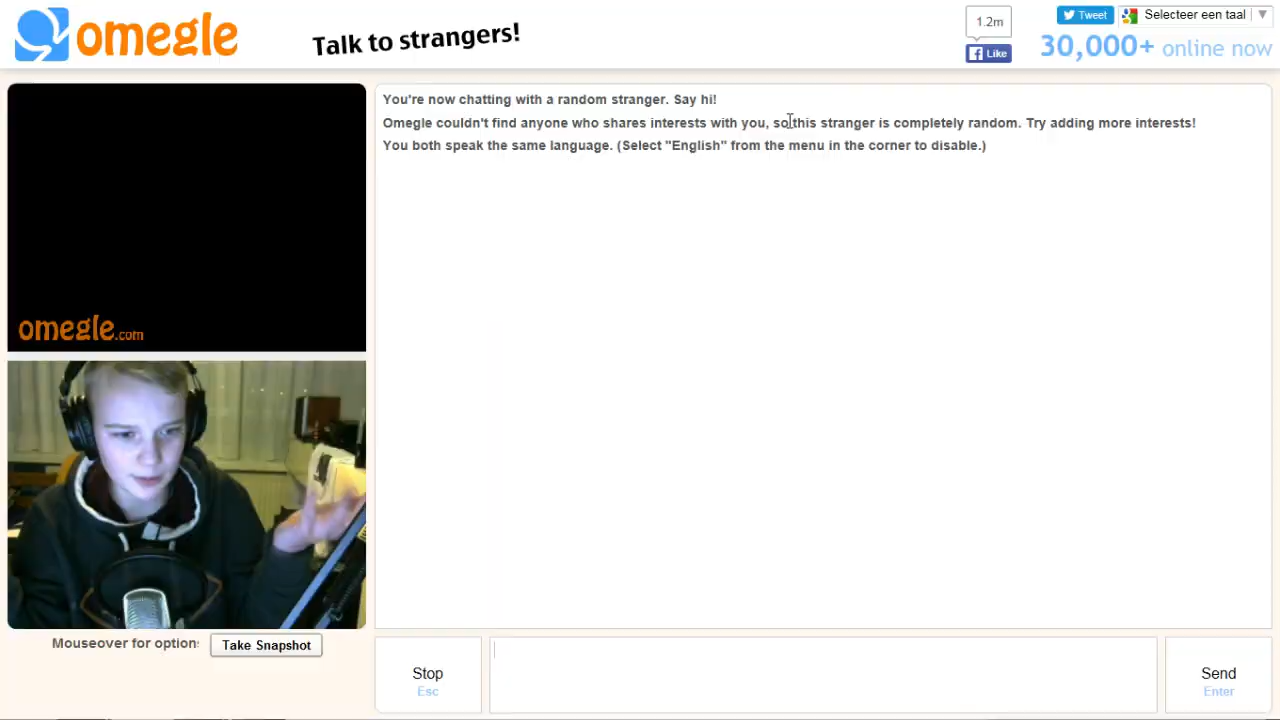 omegle
Talk to strangers!
1.2m
Like
Tweet
Selecteer een taal
30,000+ online now
omegle.com
You're now chatting with a random stranger. Say hi!
Omegle couldn't find anyone who shares interests with you, so this stranger is completely random. Try adding more interests!
You both speak the same language. (Select "English" from the menu in the corner to disable.)
Mouseover for option
Take Snapshot
Stop
Esc
Send
Enter